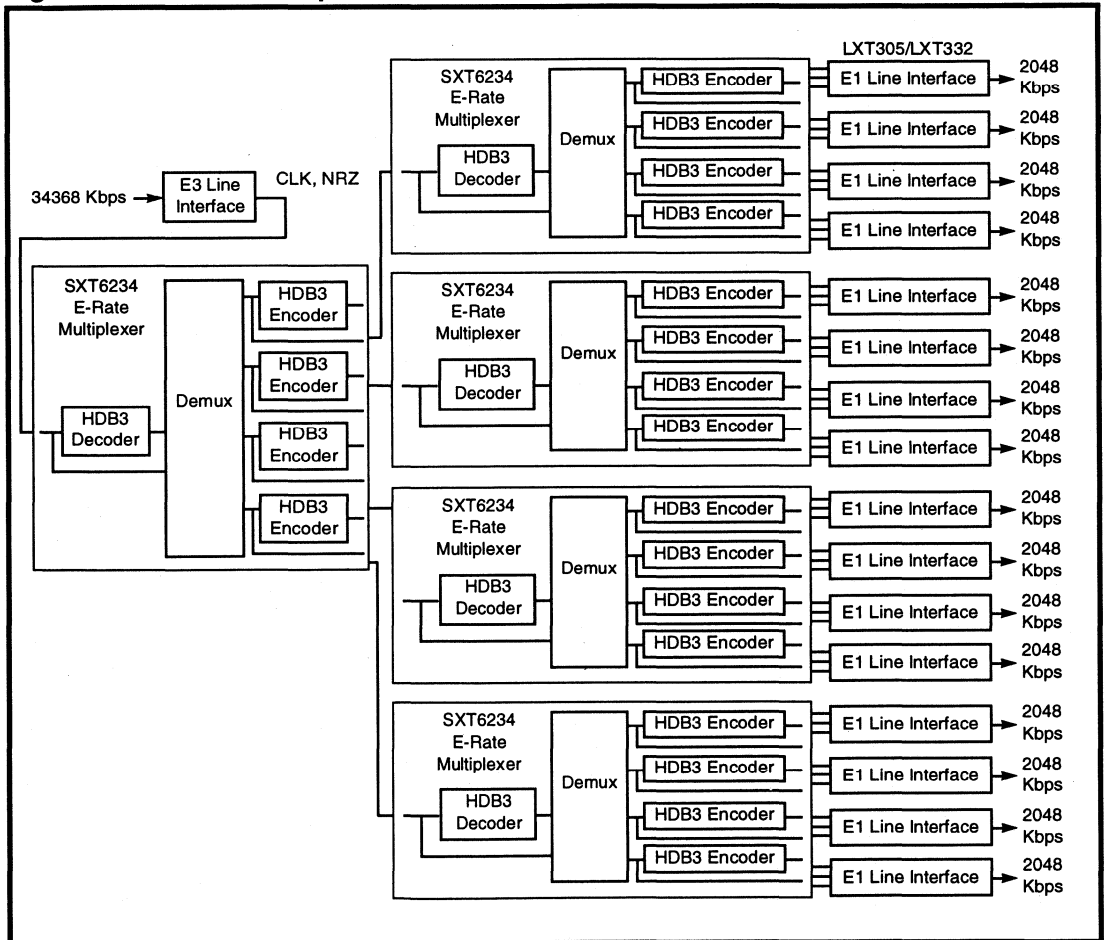 LXT305/LXT332
SXT6234
E-Rate
Multiplexer
HDB3
Decoder
Demux
HDB3 Encoder
HDB3 Encoder
HDB3 Encoder
HDB3 Encoder
E1 Line Interface
2048
Kbps
E1 Line Interface
2048
Kbps
E1 Line Interface
2048
Kbps
E1 Line Interface
2048
Kbps
34368 Kbps
E3 Line
Interface
CLK, NRZ
SXT6234
E-Rate
Multiplexer
HDB3
Decoder
Demux
HDB3
Encoder
HDB3
Encoder
HDB3
Encoder
HDB3
Encoder
SXT6234
E-Rate
Multiplexer
HDB3
Decoder
Demux
HDB3 Encoder
HDB3 Encoder
HDB3 Encoder
HDB3 Encoder
E1 Line Interface
2048
Kbps
E1 Line Interface
2048
Kbps
E1 Line Interface
2048
Kbps
E1 Line Interface
2048
Kbps
SXT6234
E-Rate
Multiplexer
HDB3
Decoder
Demux
HDB3 Encoder
HDB3 Encoder
HDB3 Encoder
HDB3 Encoder
E1 Line Interface
2048
Kbps
E1 Line Interface
2048
Kbps
E1 Line Interface
2048
Kbps
E1 Line Interface
2048
Kbps
SXT6234
E-Rate
Multiplexer
HDB3
Decoder
Demux
HDB3 Encoder
HDB3 Encoder
HDB3 Encoder
HDB3 Encoder
E1 Line Interface
2048
Kbps
E1 Line Interface
2048
Kbps
E1 Line Interface
2048
Kbps
E1 Line Interface
2048
Kbps